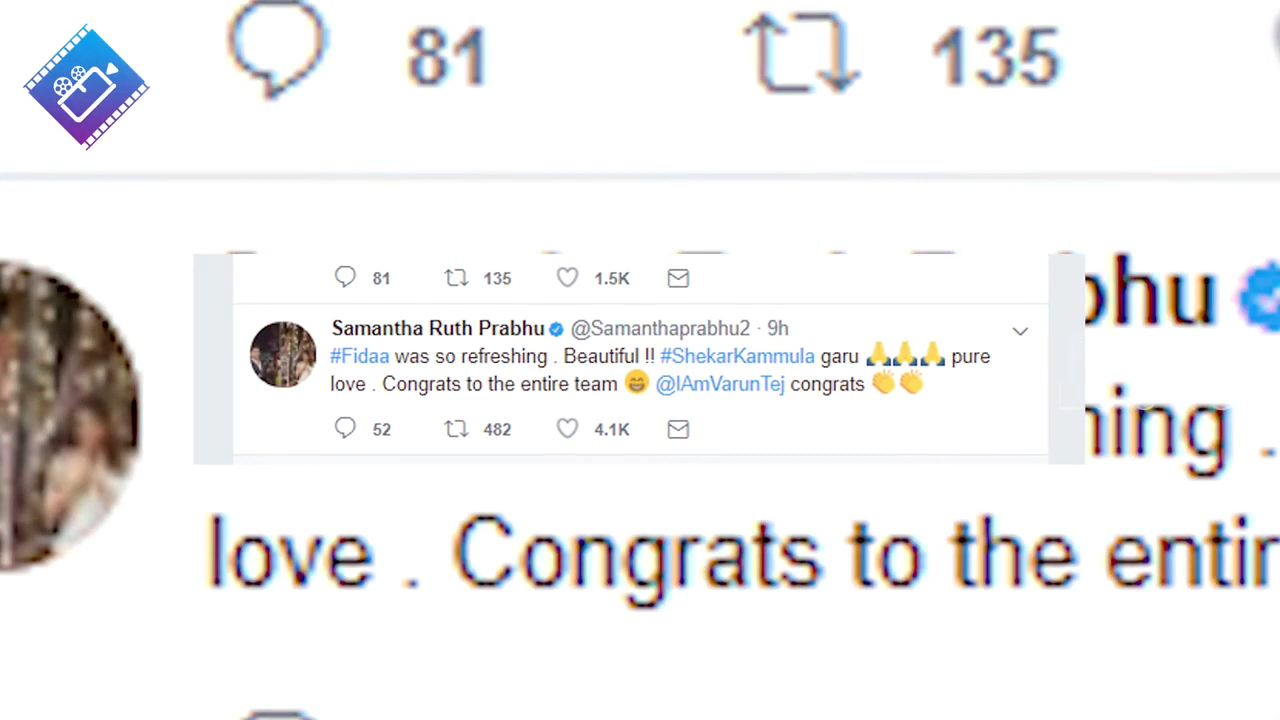 81 135
81 135 1.5K
Samantha Ruth Prabhu @Samanthaprabhu2 · 9h
#Fidaa was so refreshing . Beautiful !! #ShekarKammula garu 🙏🙏🙏 pure
love . Congrats to the entire team 😄 @IAmVarunTej congrats 👏👏
52 482 4.1K
bhu
ning .
love . Congrats to the entir